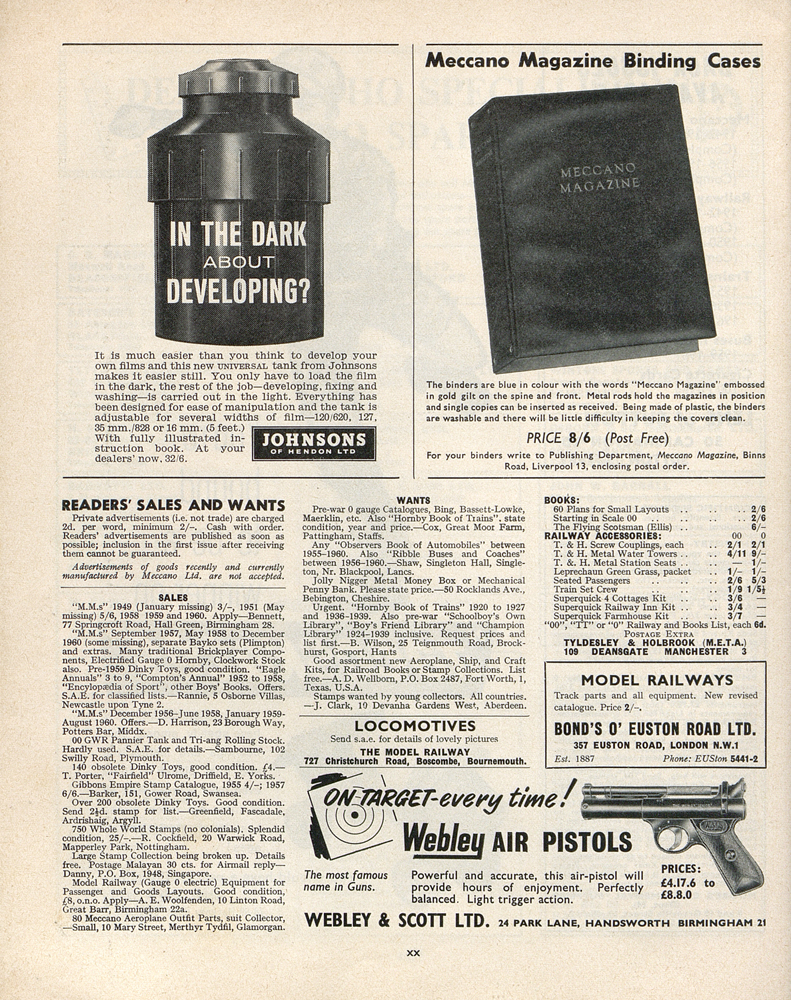 IN THE DARK
ABOUT
DEVELOPING?
It is much easier than you think to develop your
own films and this new UNIVERSAL tank from Johnsons
makes it easier still. You only have to load the film
in the dark, the rest of the job—developing, fixing and
washing—is carried out in the light. Everything has
been designed for ease of manipulation and the tank is
adjustable for several widths of film—120/620, 127,
35 mm./828 or 16 mm. (5 feet.)
With fully illustrated in-
struction book. At your
dealers' now, 32/6.
JOHNSONS
OF HENDON LTD
Meccano Magazine Binding Cases
MECCANO
MAGAZINE
The binders are blue in colour with the words "Meccano Magazine" embossed
in gold gilt on the spine and front. Metal rods hold the magazines in position
and single copies can be inserted as received. Being made of plastic, the binders
are washable and there will be little difficulty in keeping the covers clean.
PRICE 8/6 (Post Free)
For your binders write to Publishing Department, Meccano Magazine, Binns
Road, Liverpool 13, enclosing postal order.
READERS' SALES AND WANTS
Private advertisements (i.e. not trade) are charged
2d. per word, minimum 2/-. Cash with order.
Readers' advertisements are published as soon as
possible; inclusion in the first issue after receiving
them cannot be guaranteed.
Advertisements of goods recently and currently
manufactured by Meccano Ltd. are not accepted.
SALES
"M.M.s" 1949 (January missing) 3/-, 1951 (May
missing) 5/6, 1958 1959 and 1960. Apply—Bennett,
77 Springcroft Road, Hall Green, Birmingham 28.
"M.M.s" September 1957, May 1958 to December
1960 (some missing), separate Bayko sets (Plimpton)
and extras. Many traditional Brickplayer Compo-
nents, Electrified Gauge 0 Hornby, Clockwork Stock
also. Pre-1959 Dinky Toys, good condition. "Eagle
Annuals" 3 to 9, "Compton's Annual" 1952 to 1958,
"Encyclopædia of Sport", other Boys' Books. Offers.
S.A.E. for classified lists.—Rannie, 5 Osborne Villas,
Newcastle upon Tyne 2.
"M.M.s" December 1956-June 1958, January 1959-
August 1960. Offers.—D. Harrison, 23 Borough Way,
Potters Bar, Middx.
00 GWR Pannier Tank and Tri-ang Rolling Stock.
Hardly used. S.A.E. for details.—Sambourne, 102
Swilly Road, Plymouth.
140 obsolete Dinky Toys, good condition. £4.—
T. Porter, "Fairfield" Ulrome, Driffield, E. Yorks.
Gibbons Empire Stamp Catalogue, 1955 4/-; 1957
6/6.—Barker, 151, Gower Road, Swansea.
Over 200 obsolete Dinky Toys. Good condition.
Send 2½d. stamp for list.—Greenfield, Fascadale,
Ardrishaig, Argyll.
750 Whole World Stamps (no colonials). Splendid
condition, 25/-.—R. Cockfield, 20 Warwick Road,
Mapperley Park, Nottingham.
Large Stamp Collection being broken up. Details
free. Postage Malayan 30 cts. for Airmail reply—
Danny, P.O. Box, 1948, Singapore.
Model Railway (Gauge 0 electric) Equipment for
Passenger and Goods Layouts. Good condition,
£8, o.n.o. Apply—A. E. Woolfenden, 10 Linton Road,
Great Barr, Birmingham 22a.
80 Meccano Aeroplane Outfit Parts, suit Collector,
—Small, 10 Mary Street, Merthyr Tydfil, Glamorgan.
WANTS
Pre-war 0 gauge Catalogues, Bing, Bassett-Lowke,
Maerklin, etc. Also "Hornby Book of Trains". state
condition, year and price.—Cox, Great Moor Farm,
Pattingham, Staffs.
Any "Observers Book of Automobiles" between
1955-1960. Also "Ribble Buses and Coaches"
between 1956-1960.—Shaw, Singleton Hall, Single-
ton, Nr. Blackpool, Lancs.
Jolly Nigger Metal Money Box or Mechanical
Penny Bank. Please state price.—50 Rocklands Ave.,
Bebington, Cheshire.
Urgent. "Hornby Book of Trains" 1920 to 1927
and 1936-1939. Also pre-war "Schoolboy's Own
Library", "Boy's Friend Library" and "Champion
Library" 1924-1939 inclusive. Request prices and
list first.—B. Wilson, 25 Teignmouth Road, Brock-
hurst, Gosport, Hants
Good assortment new Aeroplane, Ship, and Craft
Kits, for Railroad Books or Stamp Collections. List
free.—A. D. Wellborn, P.O. Box 2487, Fort Worth, 1,
Texas, U.S.A.
Stamps wanted by young collectors. All countries.
—J. Clark, 19 Devanha Gardens West, Aberdeen.
LOCOMOTIVES
Send s.a.e. for details of lovely pictures
THE MODEL RAILWAY
727 Christchurch Road, Boscombe, Bournemouth.
BOOKS:
60 Plans for Small Layouts .. .. .. 2/6
Starting in Scale 00 .. .. .. 2/6
The Flying Scotsman (Ellis) .. .. 6/-
RAILWAY ACCESSORIES: 00 0
T. & H. Screw Couplings, each .. 2/1 2/1
T. & H. Metal Water Towers .. .. 4/11 9/-
T. & H. Metal Station Seats .. .. — 1/-
Leprechaun Green Grass, packet .. 1/- 1/-
Seated Passengers .. .. 2/6 5/3
Train Set Crew .. .. .. 1/9 1/5½
Superquick 4 Cottages Kit .. .. 3/6 —
Superquick Railway Inn Kit .. .. 3/4 —
Superquick Farmhouse Kit .. .. 3/7 —
"00", "TT" or "0" Railway and Books List, each 6d.
POSTAGE EXTRA
TYLDESLEY & HOLBROOK (M.E.T.A.)
109 DEANSGATE MANCHESTER 3
MODEL RAILWAYS
Track parts and all equipment. New revised
catalogue. Price 2/-.
BOND'S O' EUSTON ROAD LTD.
357 EUSTON ROAD, LONDON N.W.1
Est. 1887 Phone: EUSton 5441-2
ON TARGET-every time!
Webley AIR PISTOLS
The most famous
name in Guns.
Powerful and accurate, this air-pistol will
provide hours of enjoyment. Perfectly
balanced. Light trigger action.
PRICES:
£4.17.6 to
£8.8.0
WEBLEY & SCOTT LTD. 24 PARK LANE, HANDSWORTH BIRMINGHAM 21
xx